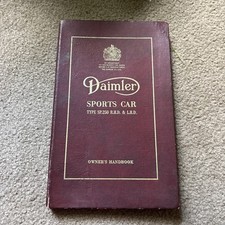 Daimler
SPORTS CAR
TYPE SP.250 R.H.D. & L.H.D.
OWNER'S HANDBOOK